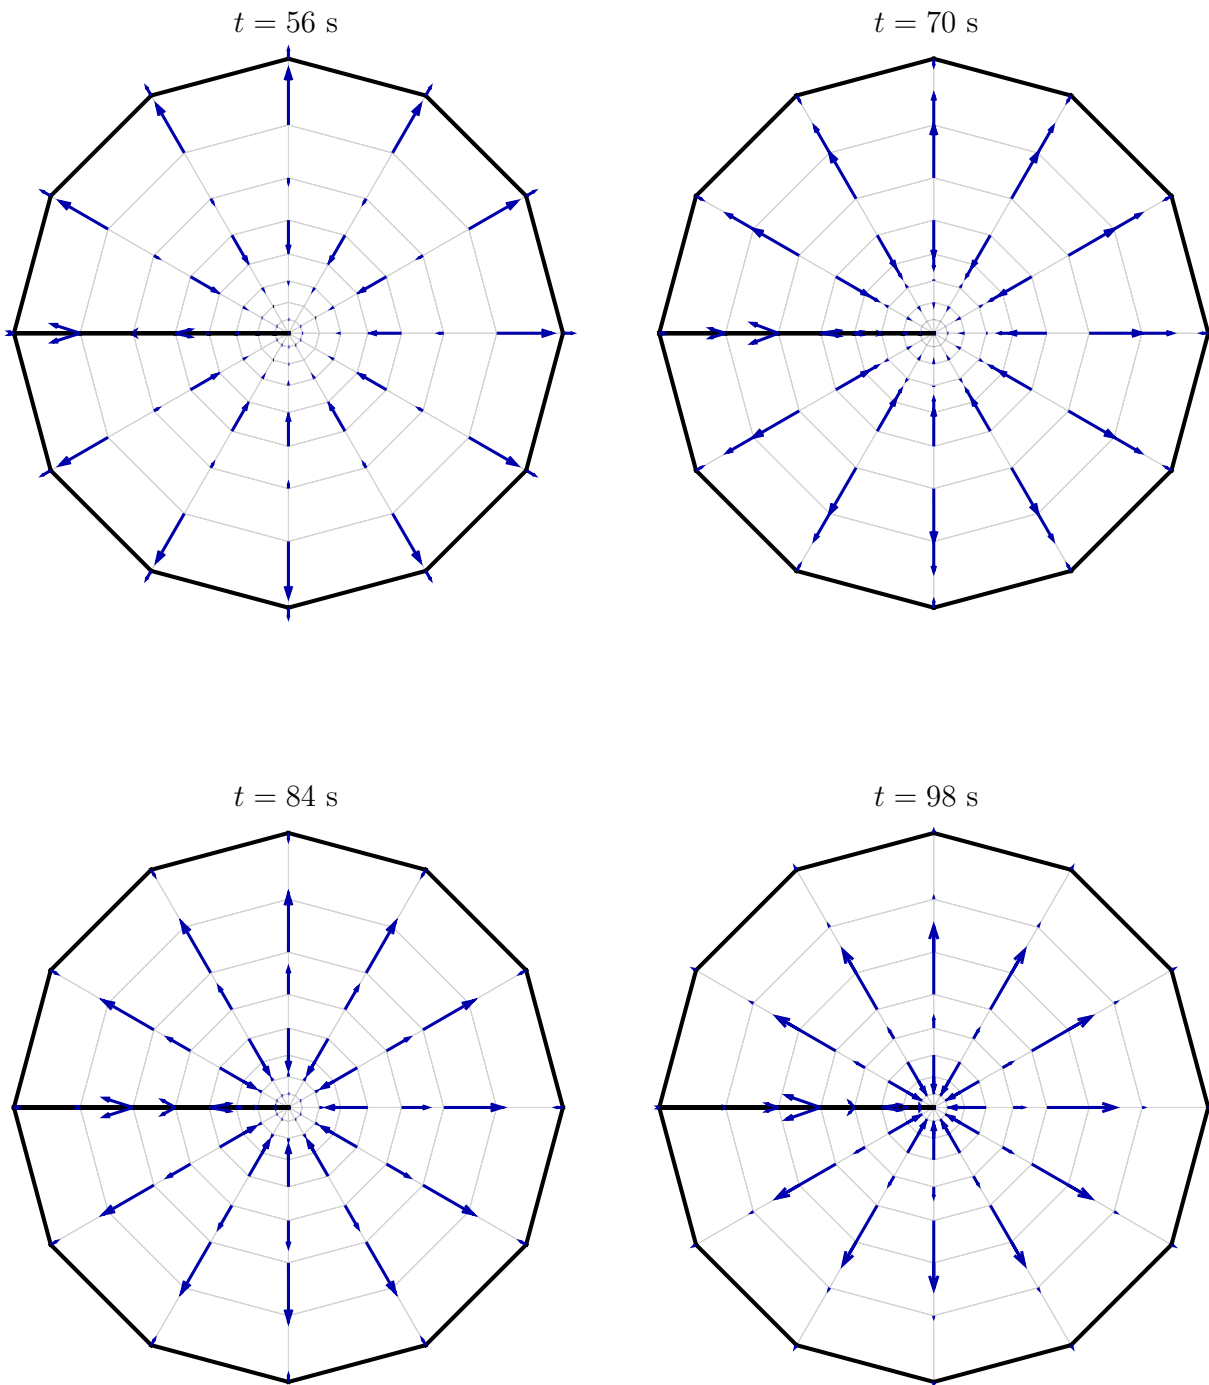 t = 56 s
t = 70 s
t = 84 s
t = 98 s